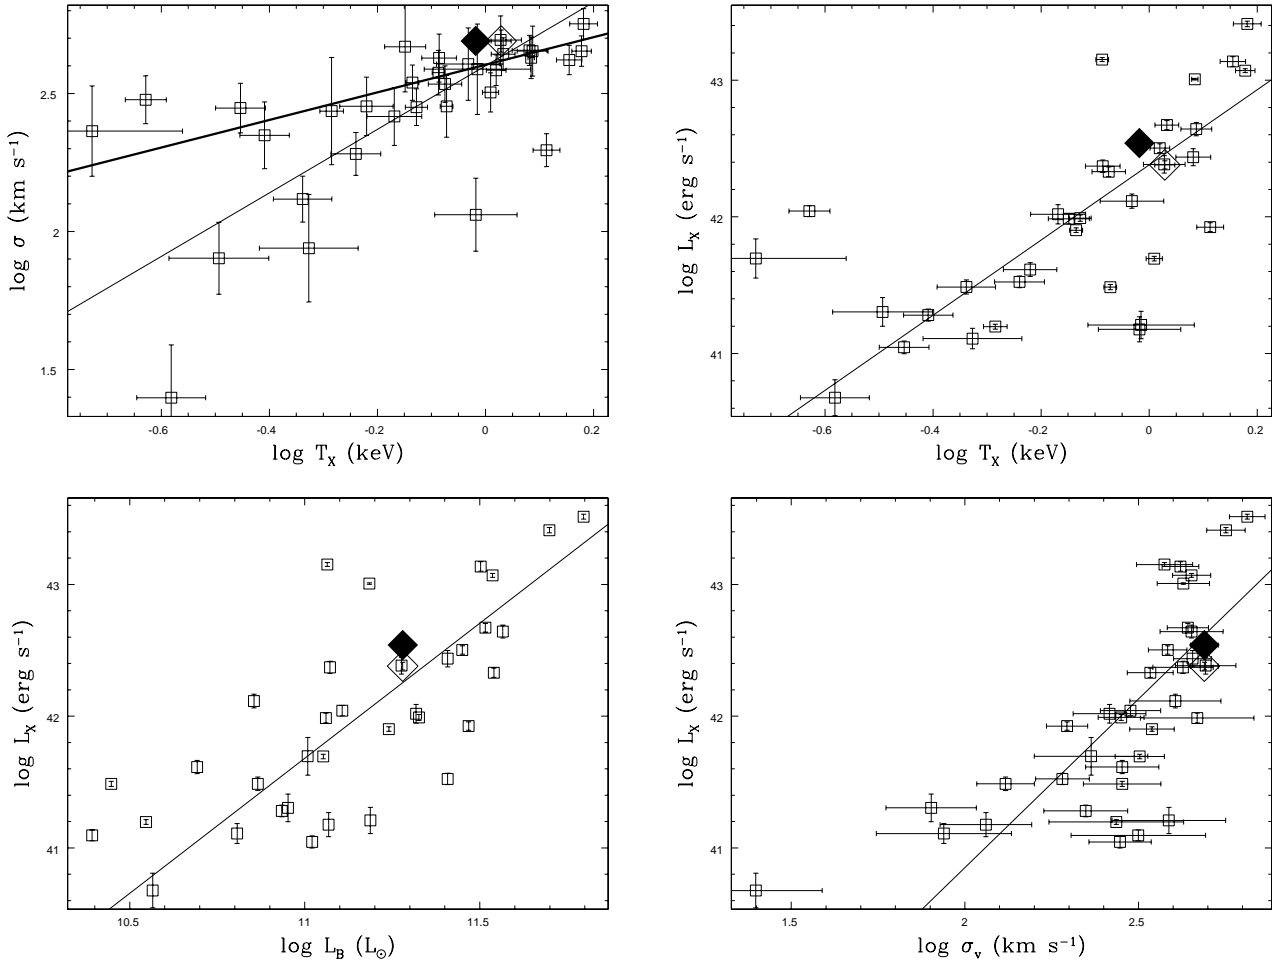 2.5
2
1.5
log σ (km s⁻¹)
-0.6 -0.4 -0.2 0 0.2
log T_X (keV)
43
42
41
log L_X (erg s⁻¹)
-0.6 -0.4 -0.2 0 0.2
log T_X (keV)
43
42
41
log L_X (erg s⁻¹)
10.5 11 11.5
log L_B (L_⊙)
43
42
41
log L_X (erg s⁻¹)
1.5 2 2.5
log σ_v (km s⁻¹)